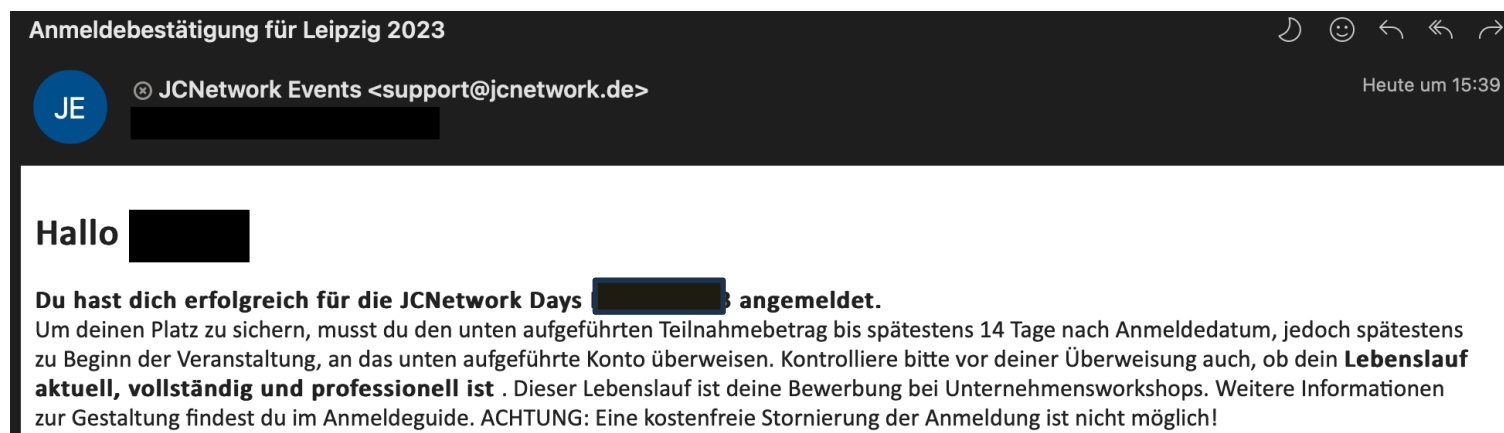 Anmeldebestätigung für Leipzig 2023
JE
JCNetwork Events <support@jcnetwork.de>
Heute um 15:39
Hallo
Du hast dich erfolgreich für die JCNetwork Days angemeldet.
Um deinen Platz zu sichern, musst du den unten aufgeführten Teilnahmebetrag bis spätestens 14 Tage nach Anmeldedatum, jedoch spätestens
zu Beginn der Veranstaltung, an das unten aufgeführte Konto überweisen. Kontrolliere bitte vor deiner Überweisung auch, ob dein Lebenslauf
aktuell, vollständig und professionell ist . Dieser Lebenslauf ist deine Bewerbung bei Unternehmensworkshops. Weitere Informationen
zur Gestaltung findest du im Anmeldeguide. ACHTUNG: Eine kostenfreie Stornierung der Anmeldung ist nicht möglich!